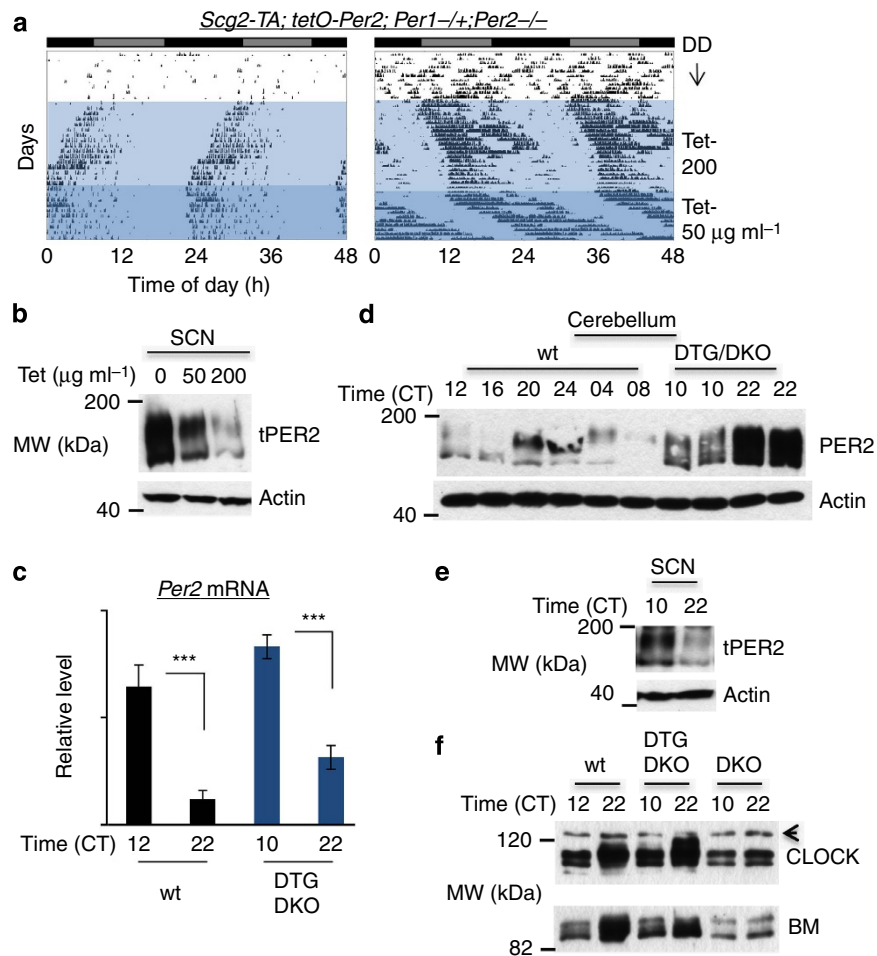 a
Scg2-TA; tetO-Per2; Per1–/+;Per2–/–
DD
Days
Tet-
200
Tet-
50 μg ml–1
0 12 24 36 48 0 12 24 36 48
Time of day (h)
b
SCN
Tet (μg ml–1) 0 50 200
200
MW (kDa)
tPER2
40
Actin
d
Cerebellum
wt DTG/DKO
Time (CT) 12 16 20 24 04 08 10 10 22 22
200
PER2
40
Actin
c
Per2 mRNA
***
***
Relative level
Time (CT) 12 22 10 22
wt DTG
DKO
e
SCN
Time (CT) 10 22
200
tPER2
MW (kDa)
40
Actin
f
DTG
wt DKO DKO
Time (CT) 12 22 10 22 10 22
120
CLOCK
MW (kDa)
BM
82